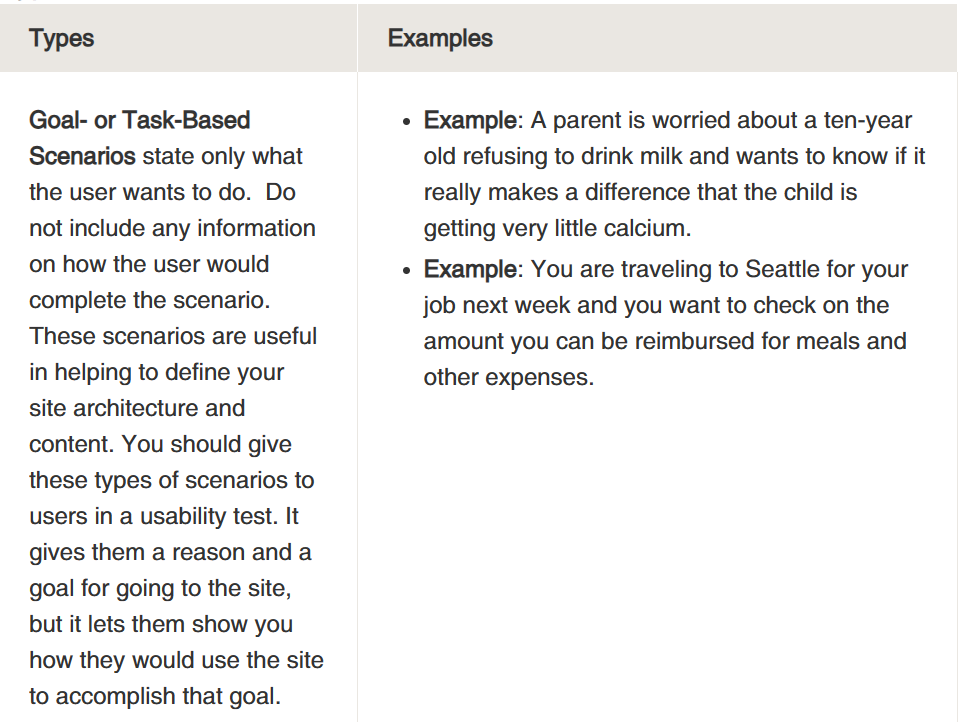 Types
Examples
Goal- or Task-Based
Scenarios state only what
the user wants to do.  Do
not include any information
on how the user would
complete the scenario.
These scenarios are useful
in helping to define your
site architecture and
content. You should give
these types of scenarios to
users in a usability test. It
gives them a reason and a
goal for going to the site,
but it lets them show you
how they would use the site
to accomplish that goal.
• Example: A parent is worried about a ten-year
old refusing to drink milk and wants to know if it
really makes a difference that the child is
getting very little calcium.
• Example: You are traveling to Seattle for your
job next week and you want to check on the
amount you can be reimbursed for meals and
other expenses.